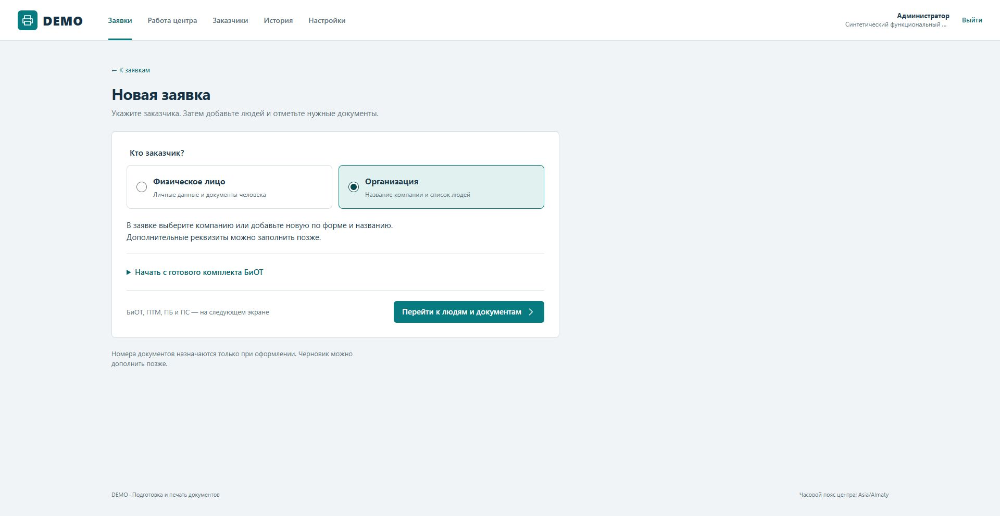 DEMO
Заявки
Работа центра
Заказчики
История
Настройки
Администратор
Синтетический функциональный ...
Выйти
← К заявкам
Новая заявка
Укажите заказчика. Затем добавьте людей и отметьте нужные документы.
Кто заказчик?
Физическое лицо
Личные данные и документы человека
Организация
Название компании и список людей
В заявке выберите компанию или добавьте новую по форме и названию.
Дополнительные реквизиты можно заполнить позже.
Начать с готового комплекта БиОТ
БиОТ, ПТМ, ПБ и ПС — на следующем экране
Перейти к людям и документам
Номера документов назначаются только при оформлении. Черновик можно
дополнить позже.
DEMO · Подготовка и печать документов
Часовой пояс центра: Asia/Almaty